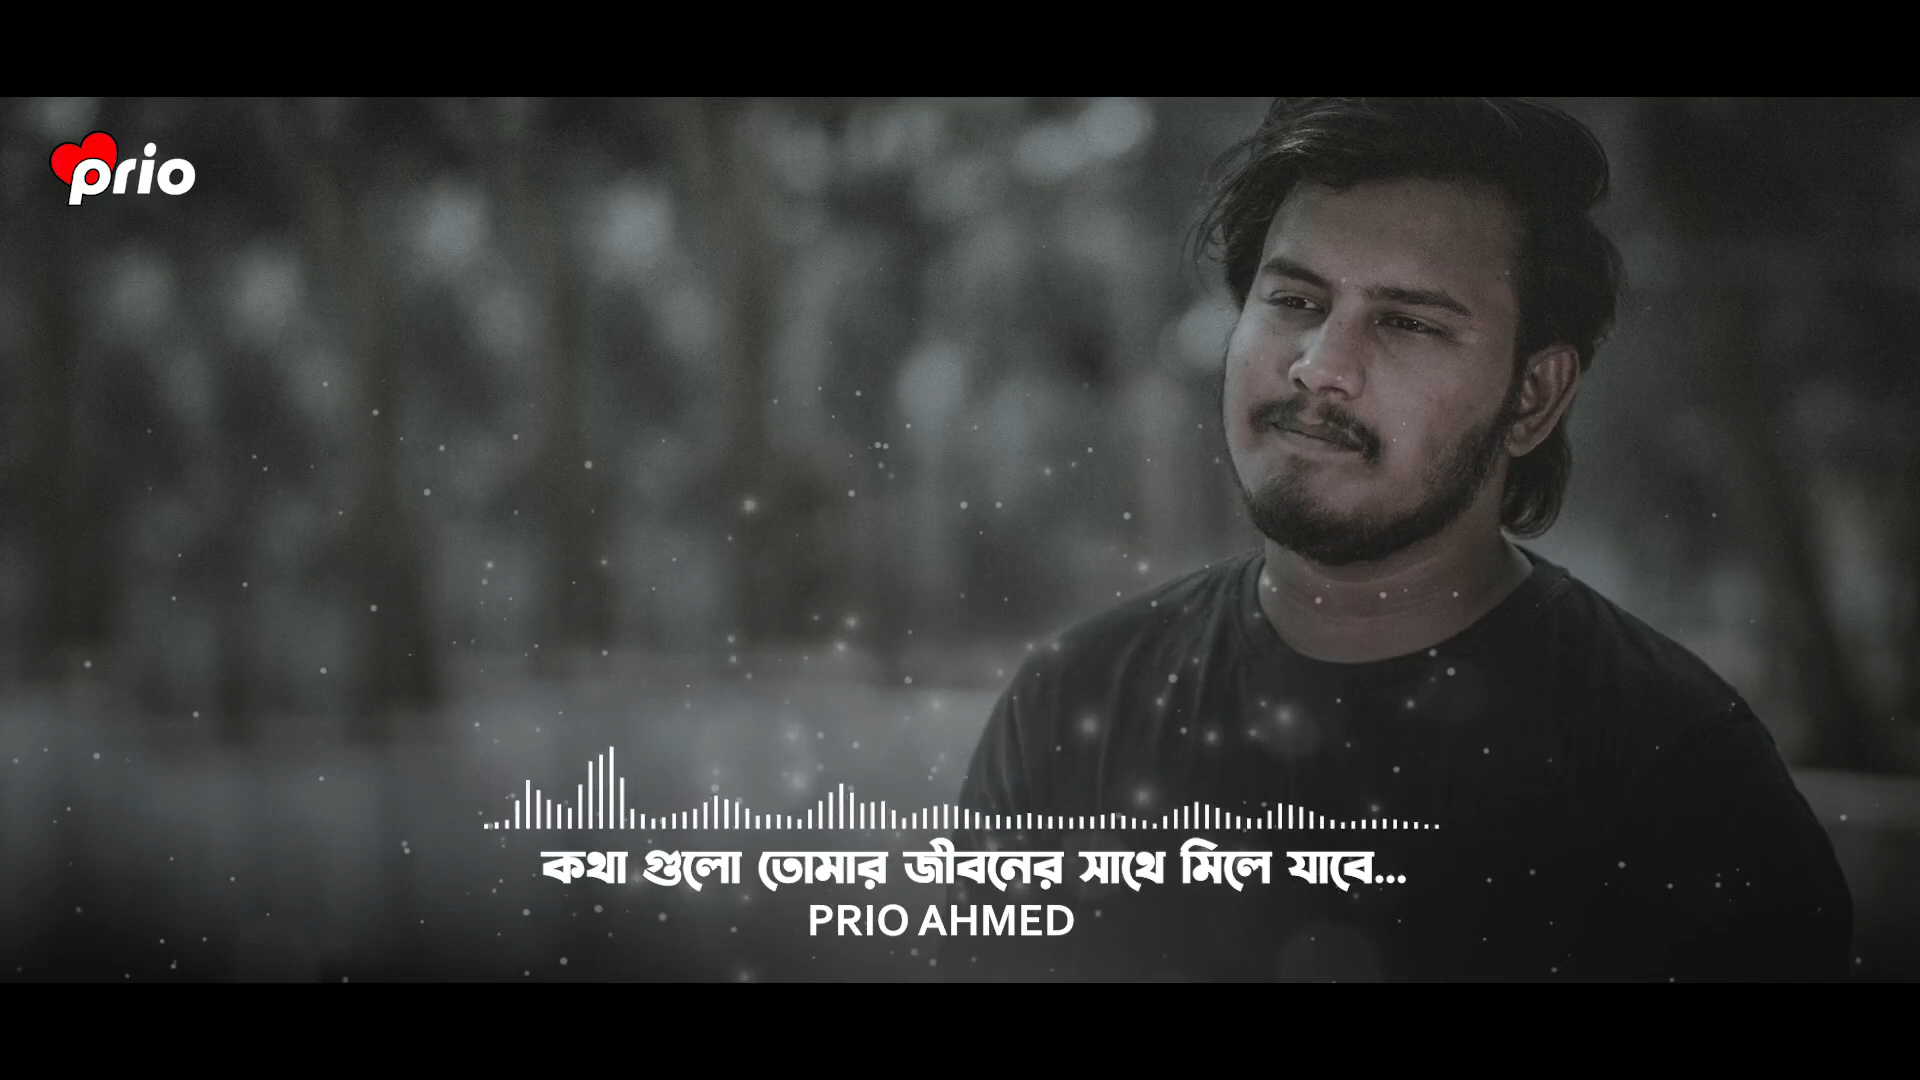 prio
কথা গুলো তোমার জীবনের সাথে মিলে যাবে...
PRIO AHMED